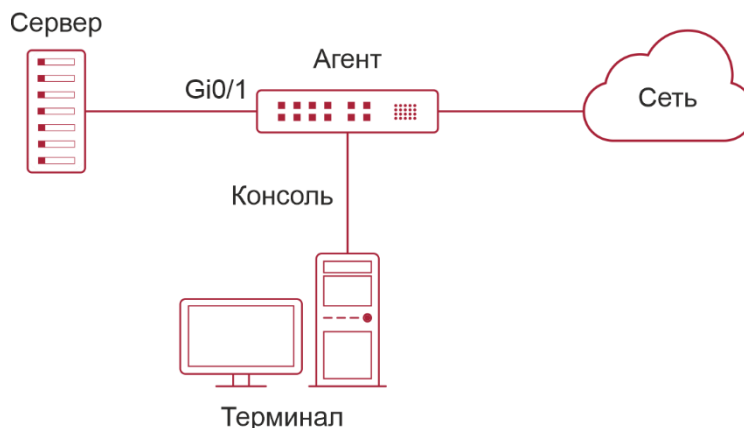 Сервер
Агент
Gi0/1
Сеть
Консоль
Терминал